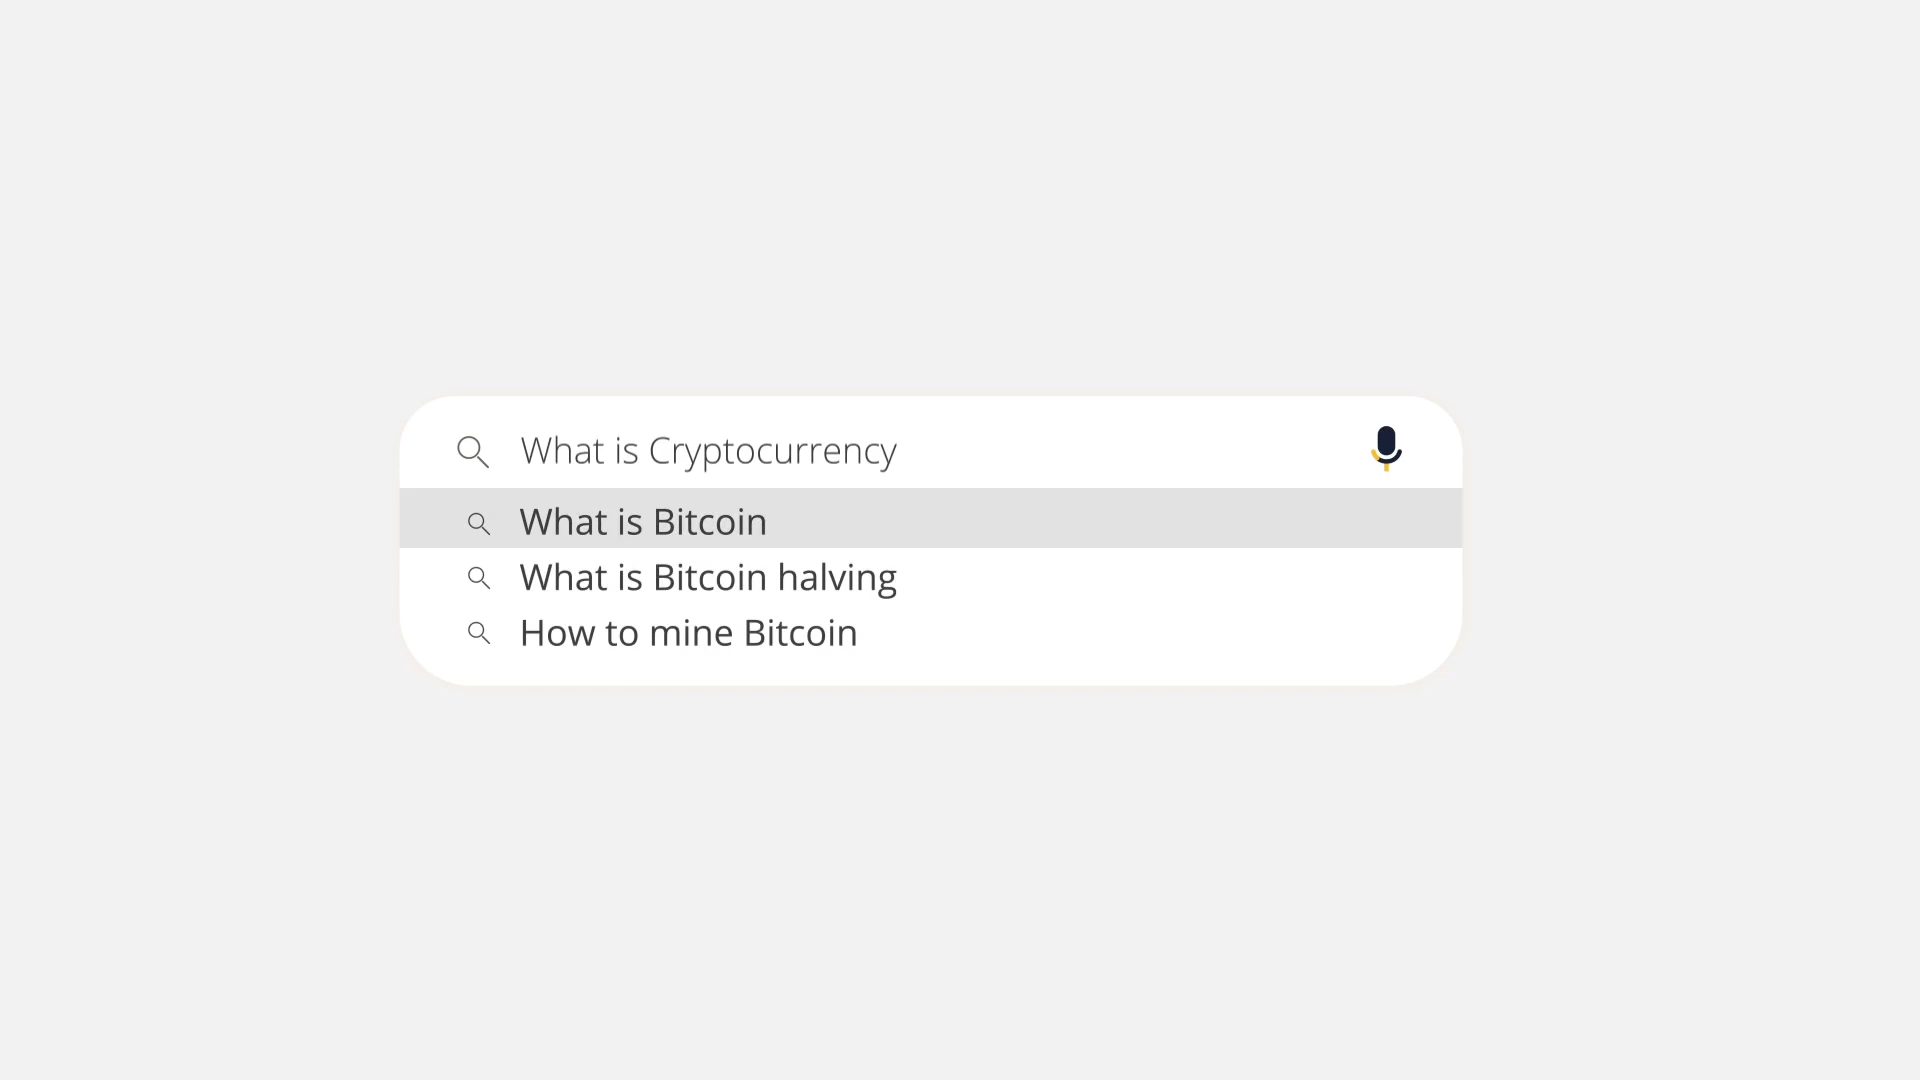 What is Cryptocurrency
What is Bitcoin
What is Bitcoin halving
How to mine Bitcoin